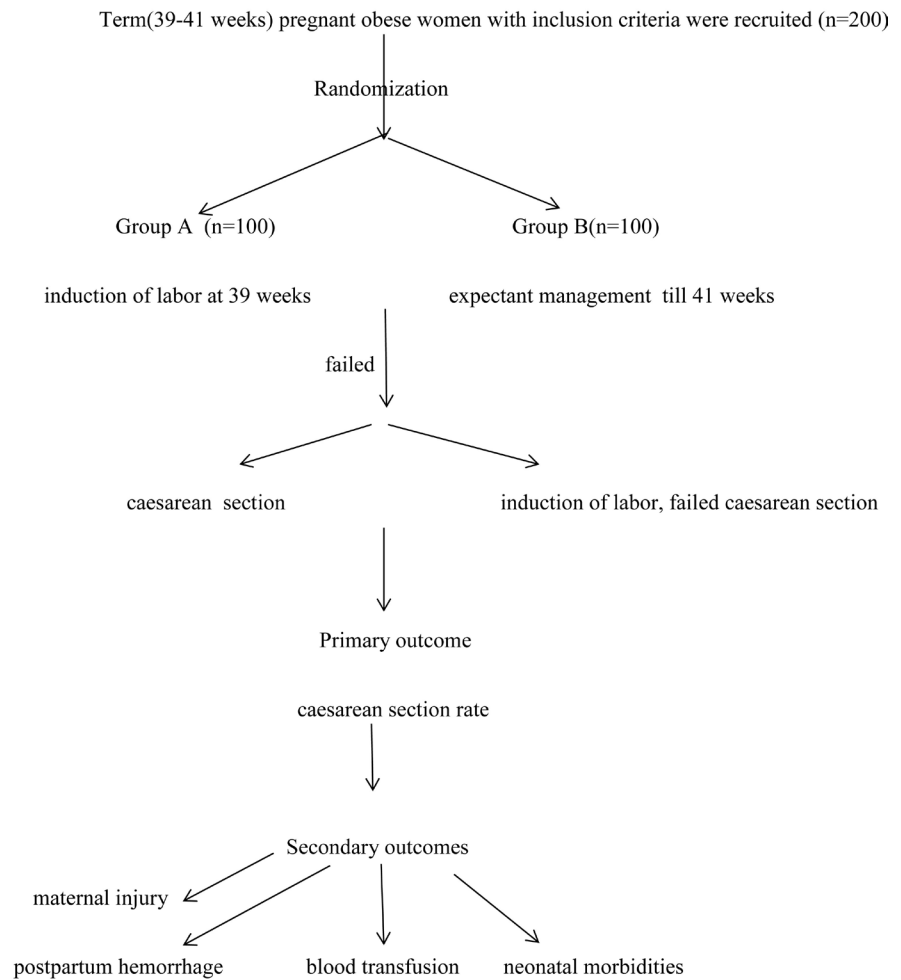 Term(39-41 weeks) pregnant obese women with inclusion criteria were recruited (n=200)
Randomization
Group A (n=100)
Group B(n=100)
induction of labor at 39 weeks
expectant management till 41 weeks
failed
caesarean section
induction of labor, failed caesarean section
Primary outcome
caesarean section rate
Secondary outcomes
maternal injury
postpartum hemorrhage
blood transfusion
neonatal morbidities